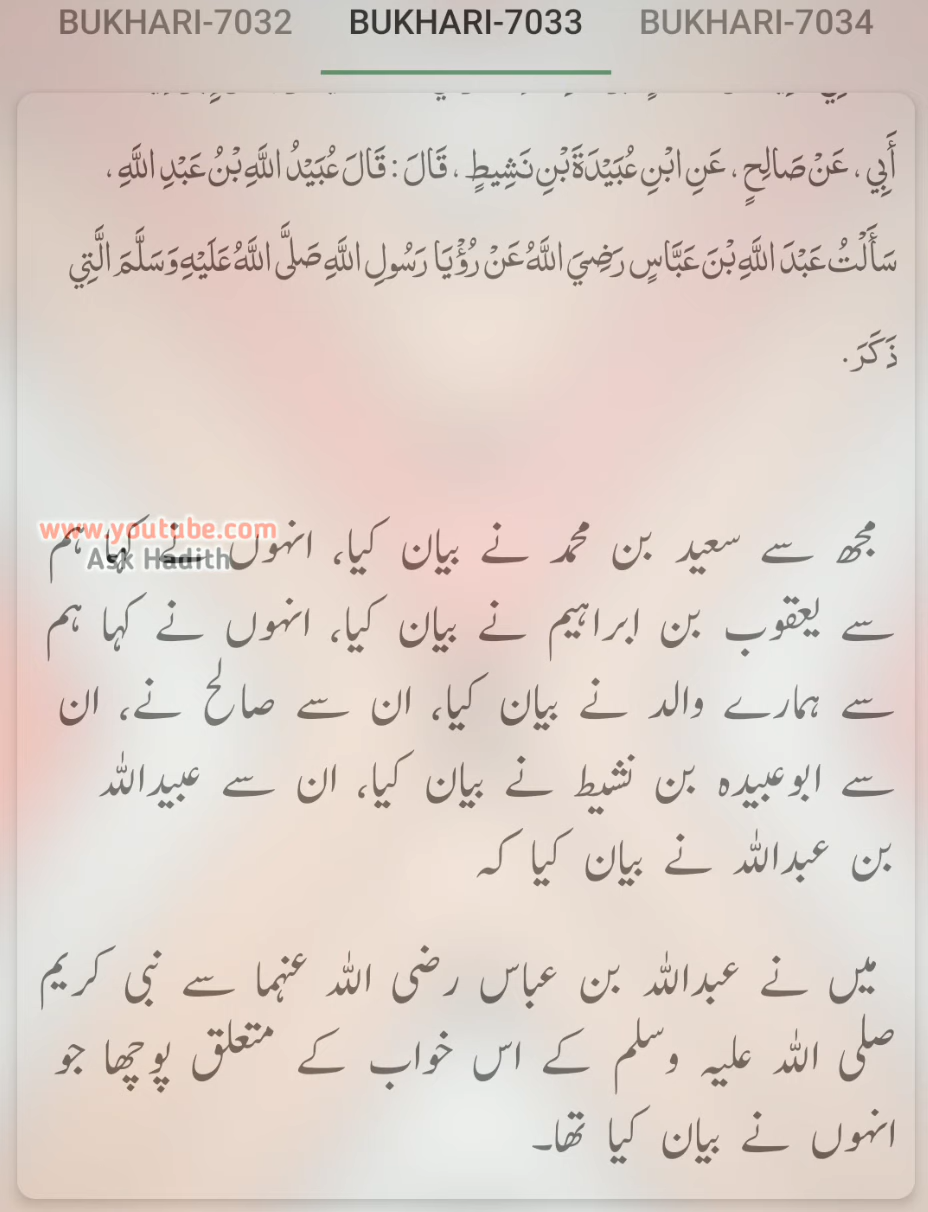 BUKHARI-7032 BUKHARI-7033 BUKHARI-7034
أَبِي ، عَنْ صَالِحٍ ، عَنِ ابْنِ عُبَيْدَةَ بْنِ نَشِيطٍ ، قَالَ : قَالَ عُبَيْدُ اللَّهِ بْنُ عَبْدِ اللَّهِ ،
سَأَلْتُ عَبْدَ اللَّهِ بْنَ عَبَّاسٍ رَضِيَ اللَّهُ عَنْ رُؤْيَا رَسُولِ اللَّهِ صَلَّى اللَّهُ عَلَيْهِ وَسَلَّمَ الَّتِي
ذَكَرَ .
www.youtube.com
Ask Hadith
مجھ سے سعید بن محمد نے بیان کیا، انہوں نے کہا ہم
سے یعقوب بن ابراہیم نے بیان کیا، انہوں نے کہا ہم
سے ہمارے والد نے بیان کیا، ان سے صالح نے، ان
سے ابوعبیدہ بن نشیط نے بیان کیا، ان سے عبیداللہ
بن عبداللہ نے بیان کیا کہ
میں نے عبداللہ بن عباس رضی اللہ عنہما سے نبی کریم
صلی اللہ علیہ وسلم کے اس خواب کے متعلق پوچھا جو
انہوں نے بیان کیا تھا۔